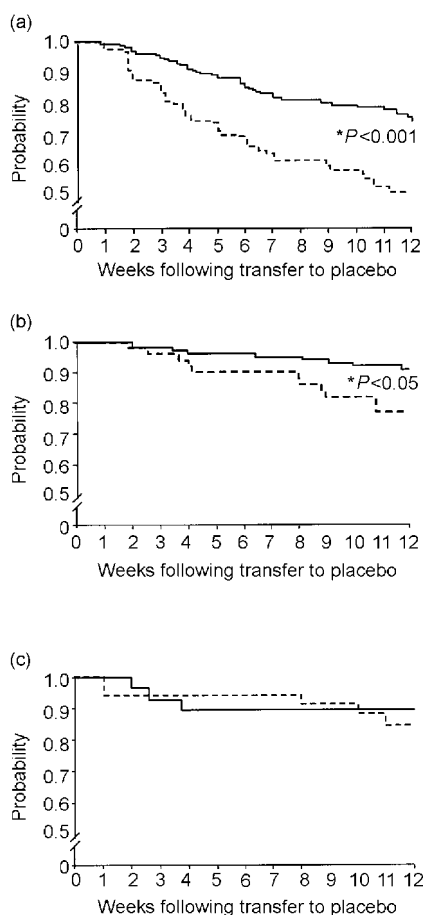 (a)
1.0
0.9
0.8
0.7
0.6
0.5
0
Probability
*P<0.001
0 1 2 3 4 5 6 7 8 9 10 11 12
Weeks following transfer to placebo
(b)
1.0
0.9
0.8
0.7
0.6
0.5
0
Probability
*P<0.05
0 1 2 3 4 5 6 7 8 9 10 11 12
Weeks following transfer to placebo
(c)
1.0
0.9
0.8
0.7
0.6
0.5
0
Probability
0 1 2 3 4 5 6 7 8 9 10 11 12
Weeks following transfer to placebo